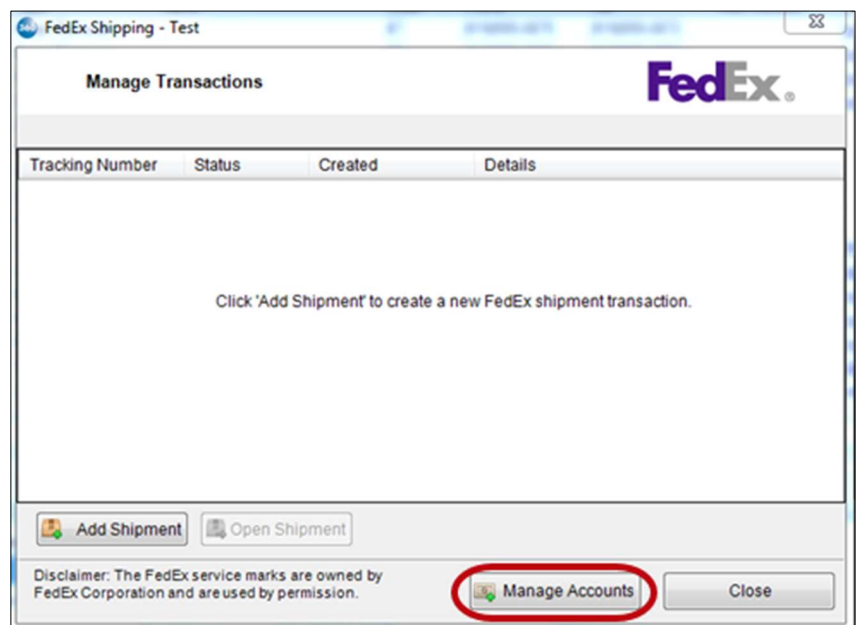 360 FedEx Shipping - Test
Manage Transactions
FedEx ®
Tracking Number Status Created Details
Click 'Add Shipment' to create a new FedEx shipment transaction.
Add Shipment Open Shipment
Disclaimer: The FedEx service marks are owned by
FedEx Corporation and are used by permission.
Manage Accounts Close